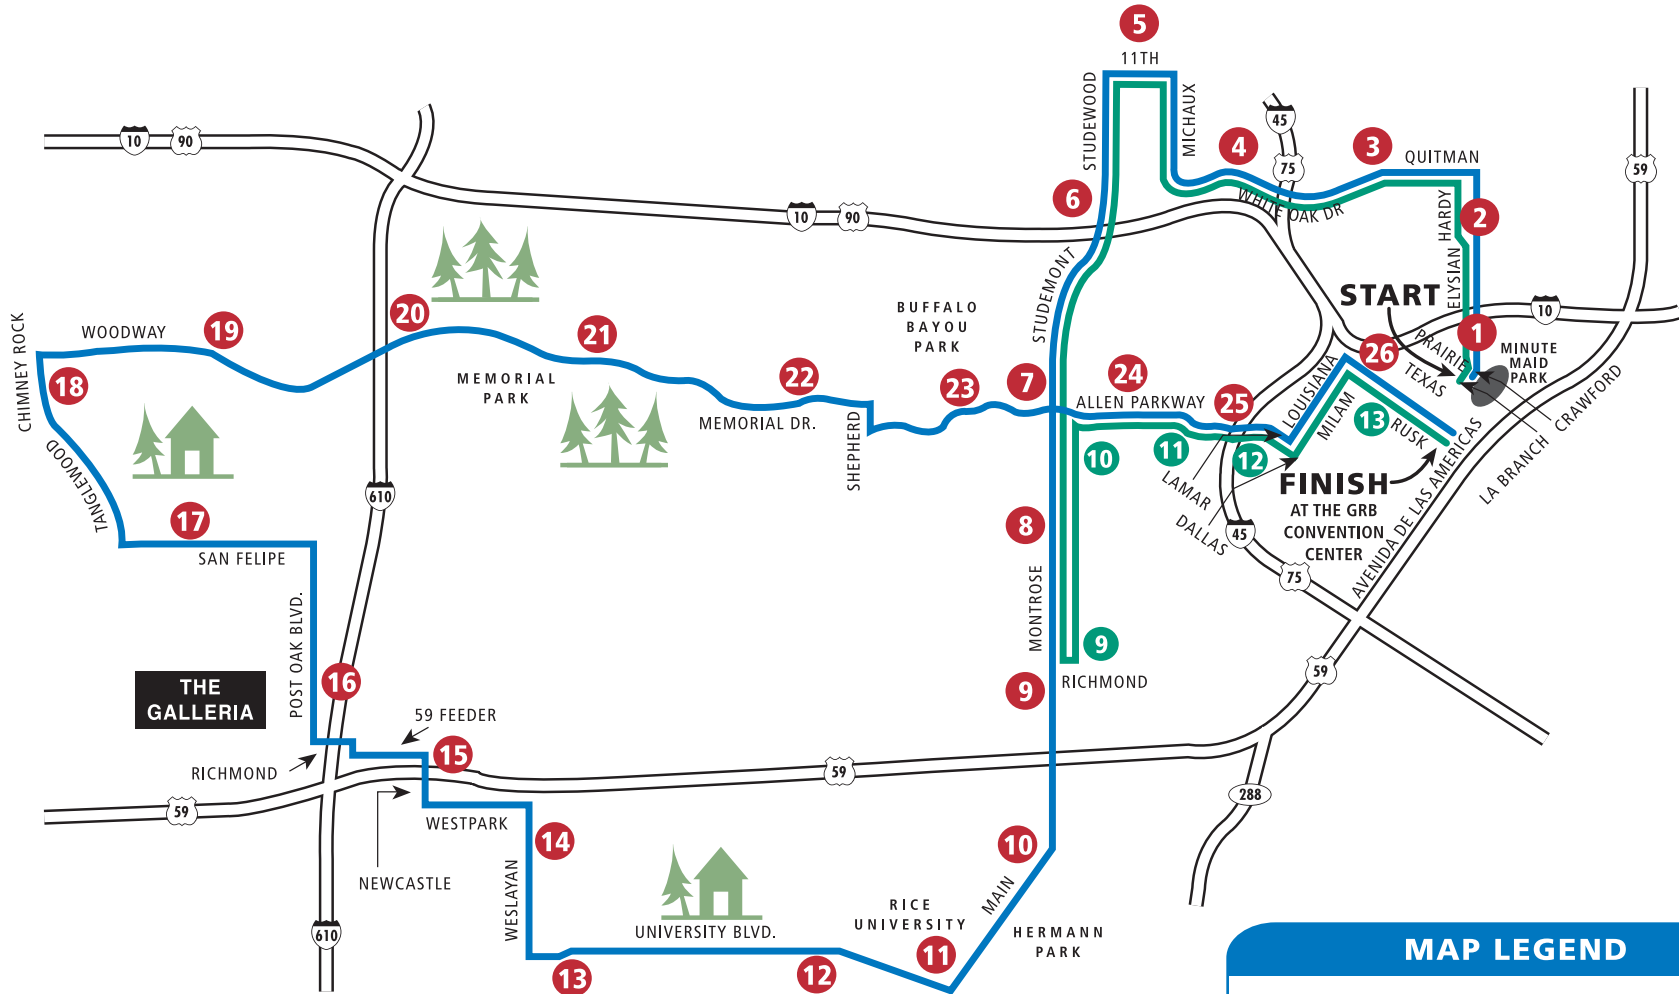 5
11TH
STUDEWOOD
MICHAUX
10
90
45
75
4
3
QUITMAN
59
6
10
90
WHITE OAK DR
HARDY
2
ELYSIAN
START
STUDEMONT
BUFFALO
BAYOU
PARK
10
1
PRAIRIE
TEXAS
MINUTE
MAID
PARK
CHIMNEY ROCK
WOODWAY
19
20
21
22
23
7
24
ALLEN PARKWAY
25
LOUISIANA
26
MILAM
13
RUSK
CRAWFORD
LA BRANCH
18
MEMORIAL
PARK
MEMORIAL DR.
SHEPHERD
10
11
12
LAMAR
DALLAS
FINISH
AT THE GRB
CONVENTION
CENTER
AVENIDA DE LAS AMERICAS
TANGLEWOOD
17
SAN FELIPE
610
8
45
75
MONTROSE
9
RICHMOND
9
59
POST OAK BLVD.
16
THE
GALLERIA
59 FEEDER
15
RICHMOND
59
59
288
WESTPARK
NEWCASTLE
14
WESLAYAN
10
MAIN
RICE
UNIVERSITY
HERMANN
PARK
610
UNIVERSITY BLVD.
13
12
11
MAP LEGEND